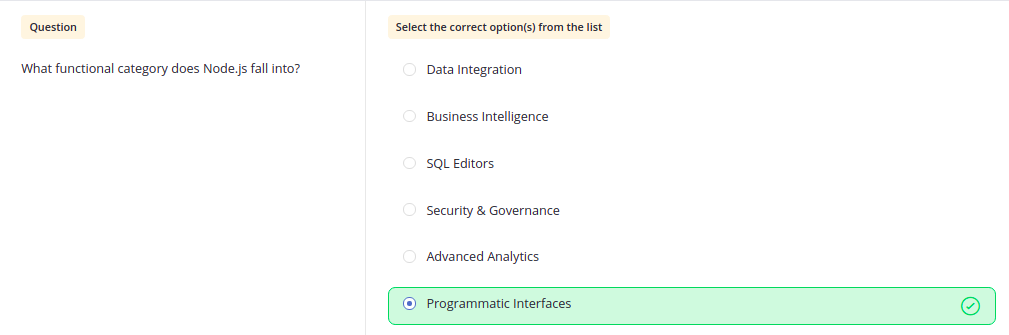 Question
What functional category does Node.js fall into?
Select the correct option(s) from the list
Data Integration
Business Intelligence
SQL Editors
Security & Governance
Advanced Analytics
Programmatic Interfaces